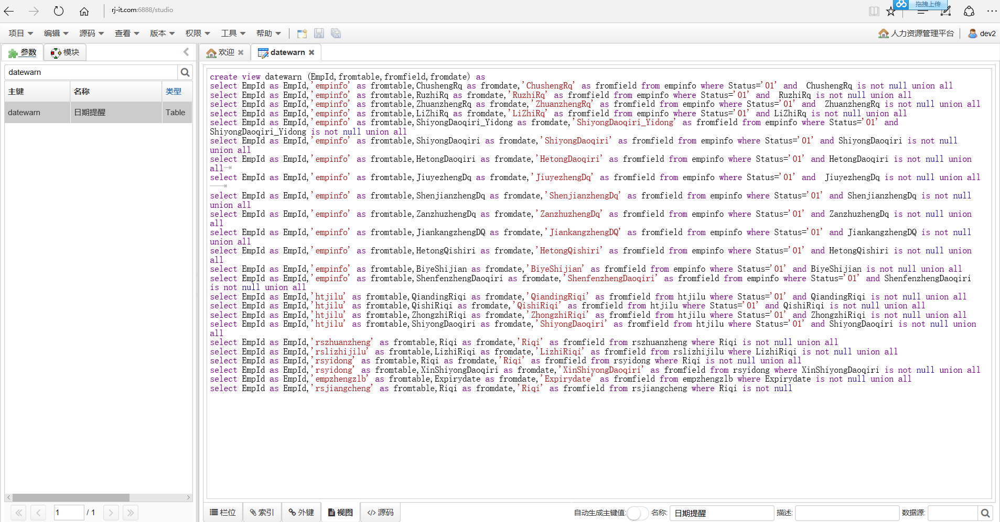 rj-it.com:6888/studio
拖拽上传
项目 编辑 源码 查看 版本 权限 工具 帮助
人力资源管理平台 dev2
参数 模块
欢迎 datewarn
datewarn
主键 名称 类型
datewarn 日期提醒 Table
create view datewarn (EmpId,fromtable,fromfield,fromdate) as
select EmpId as EmpId,'empinfo' as fromtable,ChushengRq as fromdate,'ChushengRq' as fromfield from empinfo where Status='01' and  ChushengRq is not null union all
select EmpId as EmpId,'empinfo' as fromtable,RuzhiRq as fromdate,'RuzhiRq' as fromfield from empinfo where Status='01' and  RuzhiRq is not null union all
select EmpId as EmpId,'empinfo' as fromtable,ZhuanzhengRq as fromdate,'ZhuanzhengRq' as fromfield from empinfo where Status='01' and  ZhuanzhengRq is not null union all
select EmpId as EmpId,'empinfo' as fromtable,LiZhiRq as fromdate,'LiZhiRq' as fromfield from empinfo where Status='01' and LiZhiRq is not null union all
select EmpId as EmpId,'empinfo' as fromtable,ShiyongDaoqiri_Yidong as fromdate,'ShiyongDaoqiri_Yidong' as fromfield from empinfo where Status='01' and
ShiyongDaoqiri_Yidong is not null union all
select EmpId as EmpId,'empinfo' as fromtable,ShiyongDaoqiri as fromdate,'ShiyongDaoqiri' as fromfield from empinfo where Status='01' and ShiyongDaoqiri is not null
union all
select EmpId as EmpId,'empinfo' as fromtable,HetongDaoqiri as fromdate,'HetongDaoqiri' as fromfield from empinfo where Status='01' and HetongDaoqiri is not null union
all
select EmpId as EmpId,'empinfo' as fromtable,JiuyezhengDq as fromdate,'JiuyezhengDq' as fromfield from empinfo where Status='01' and  JiuyezhengDq is not null union all
select EmpId as EmpId,'empinfo' as fromtable,ShenjianzhengDq as fromdate,'ShenjianzhengDq' as fromfield from empinfo where Status='01' and ShenjianzhengDq is not null
union all
select EmpId as EmpId,'empinfo' as fromtable,ZanzhuzhengDq as fromdate,'ZanzhuzhengDq' as fromfield from empinfo where Status='01' and ZanzhuzhengDq is not null union
all
select EmpId as EmpId,'empinfo' as fromtable,JiankangzhengDQ as fromdate,'JiankangzhengDQ' as fromfield from empinfo where Status='01' and JiankangzhengDQ is not null
union all
select EmpId as EmpId,'empinfo' as fromtable,HetongQishiri as fromdate,'HetongQishiri' as fromfield from empinfo where Status='01' and HetongQishiri is not null union
all
select EmpId as EmpId,'empinfo' as fromtable,BiyeShijian as fromdate,'BiyeShijian' as fromfield from empinfo where Status='01' and BiyeShijian is not null union all
select EmpId as EmpId,'empinfo' as fromtable,ShenfenzhengDaoqiri as fromdate,'ShenfenzhengDaoqiri' as fromfield from empinfo where Status='01' and ShenfenzhengDaoqiri
is not null union all
select EmpId as EmpId,'htjilu' as fromtable,QiandingRiqi as fromdate,'QiandingRiqi' as fromfield from htjilu where Status='01' and QiandingRiqi is not null union all
select EmpId as EmpId,'htjilu' as fromtable,QishiRiqi as fromdate,'QishiRiqi' as fromfield from htjilu where Status='01' and QishiRiqi is not null union all
select EmpId as EmpId,'htjilu' as fromtable,ZhongzhiRiqi as fromdate,'ZhongzhiRiqi' as fromfield from htjilu where Status='01' and ZhongzhiRiqi is not null union all
select EmpId as EmpId,'htjilu' as fromtable,ShiyongDaoqiri as fromdate,'ShiyongDaoqiri' as fromfield from htjilu where Status='01' and ShiyongDaoqiri is not null union
all
select EmpId as EmpId,'rszhuanzheng' as fromtable,Riqi as fromdate,'Riqi' as fromfield from rszhuanzheng where Riqi is not null union all
select EmpId as EmpId,'rslizhijilu' as fromtable,LizhiRiqi as fromdate,'LizhiRiqi' as fromfield from rslizhijilu where LizhiRiqi is not null union all
select EmpId as EmpId,'rsyidong' as fromtable,Riqi as fromdate,'Riqi' as fromfield from rsyidong where Riqi is not null union all
select EmpId as EmpId,'rsyidong' as fromtable,XinShiyongDaoqiri as fromdate,'XinShiyongDaoqiri' as fromfield from rsyidong where XinShiyongDaoqiri is not null union all
select EmpId as EmpId,'empzhengzlb' as fromtable,Expirydate as fromdate,'Expirydate' as fromfield from empzhengzlb where Expirydate is not null union all
select EmpId as EmpId,'rsjiangcheng' as fromtable,Riqi as fromdate,'Riqi' as fromfield from rsjiangcheng where Riqi is not null
1 / 1
栏位 索引 外键 视图 源码
自动生成主键值: 名称: 日期提醒 描述: 数据源: